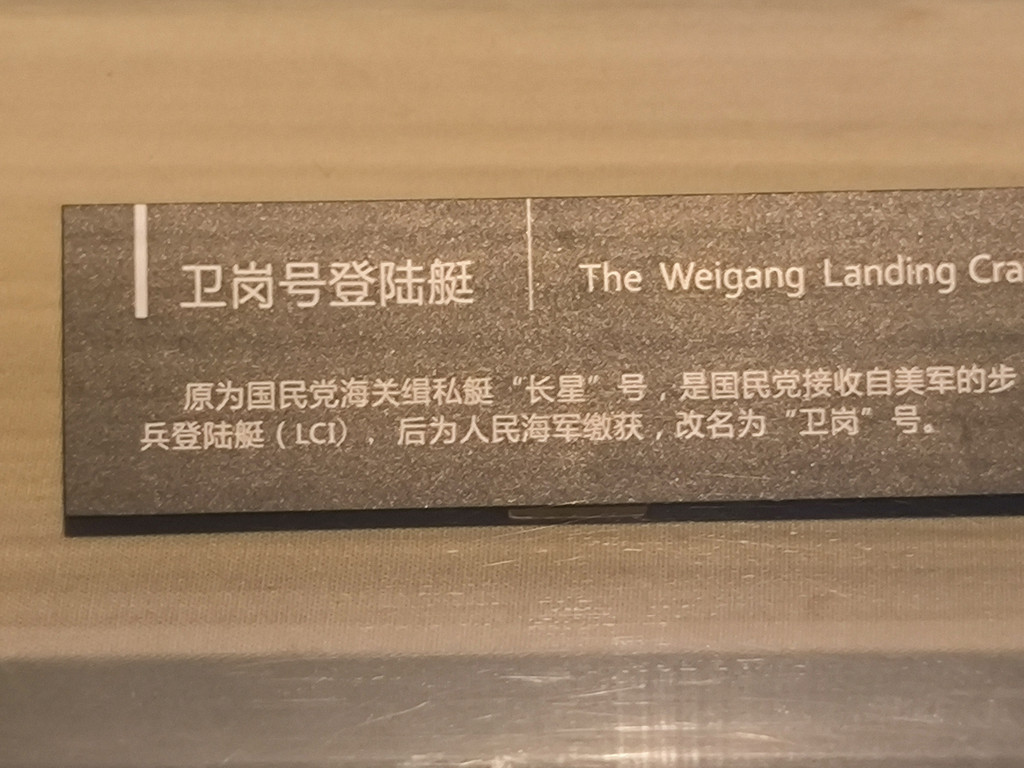 卫岗号登陆艇
The Weigang Landing Cra
原为国民党海关缉私艇“长星”号，是国民党接收自美军的步
兵登陆艇（LCI），后为人民海军缴获，改名为“卫岗”号。